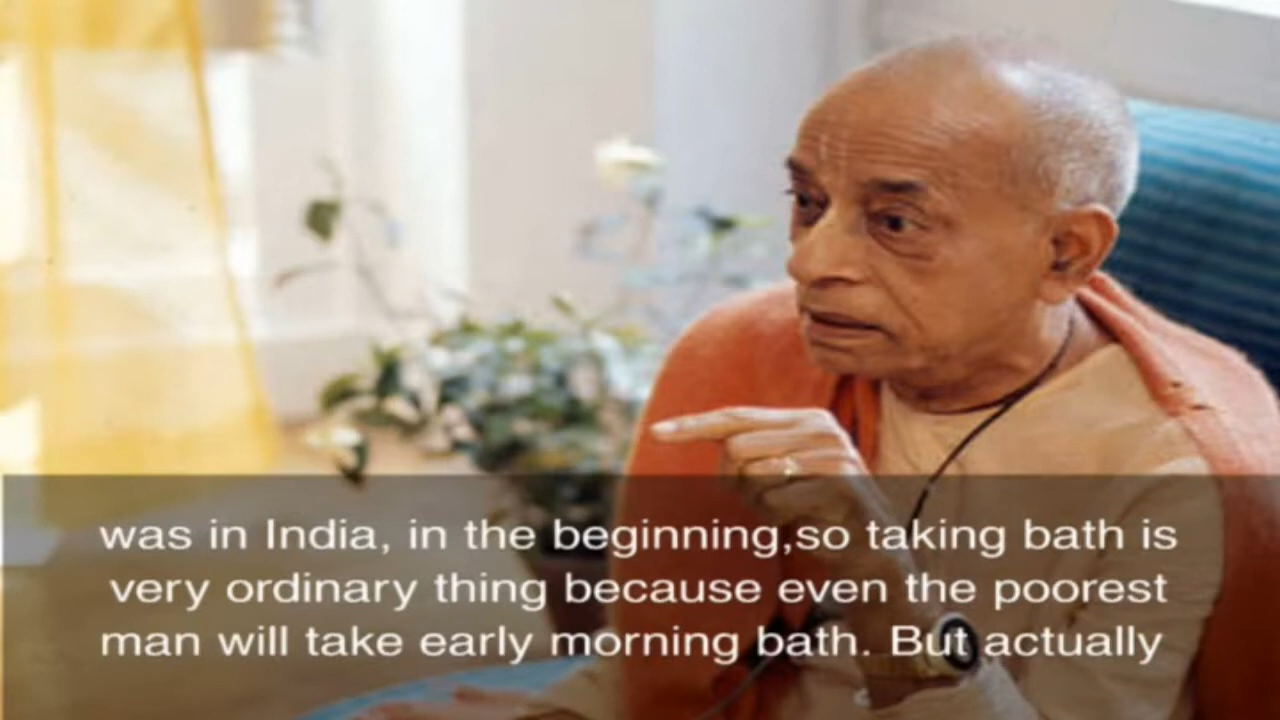 was in India, in the beginning,so taking bath is
very ordinary thing because even the poorest
man will take early morning bath. But actually